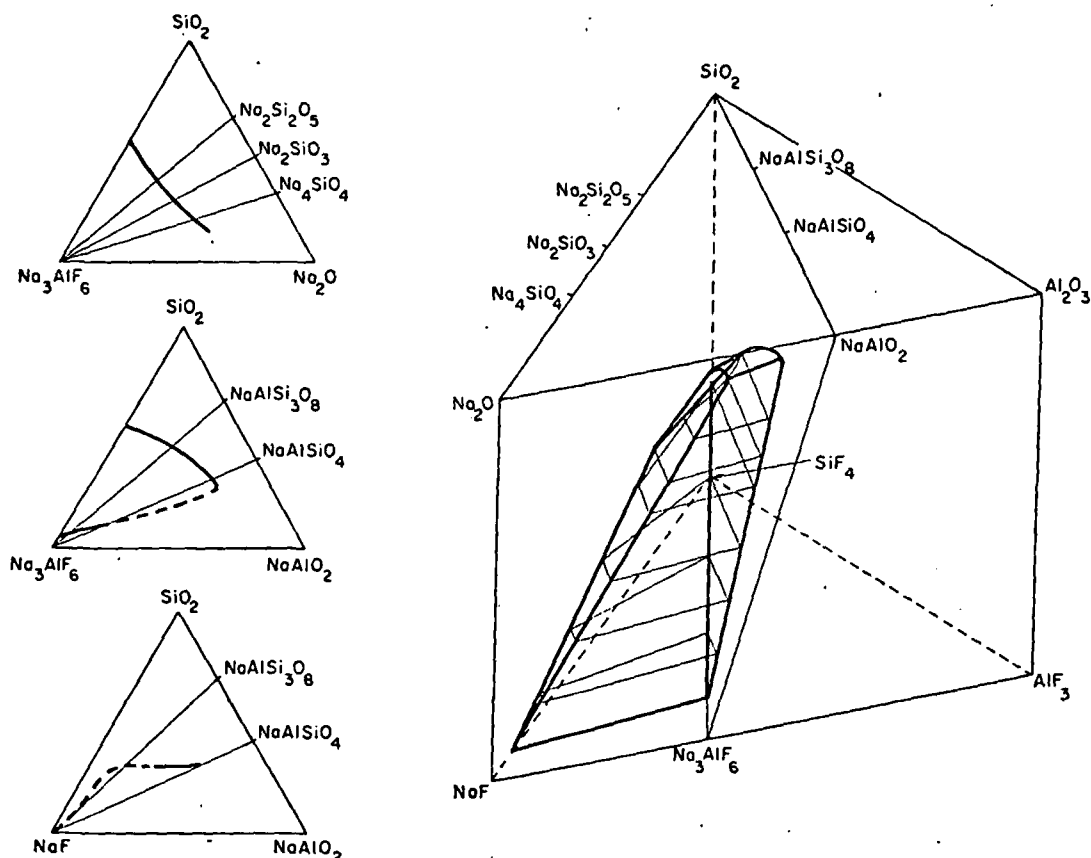 SiO₂
Na₂Si₂O₅
Na₂SiO₃
Na₄SiO₄
Na₃AlF₆
Na₂O
SiO₂
NaAlSi₃O₈
NaAlSiO₄
Na₃AlF₆
NaAlO₂
SiO₂
NaAlSi₃O₈
NaAlSiO₄
NaF
NaAlO₂
SiO₂
NaAlSi₃O₈
Na₂Si₂O₅
NaAlSiO₄
Na₂SiO₃
Na₄SiO₄
Al₂O₃
NaAlO₂
Na₂O
SiF₄
AlF₃
Na₃AlF₆
NaF